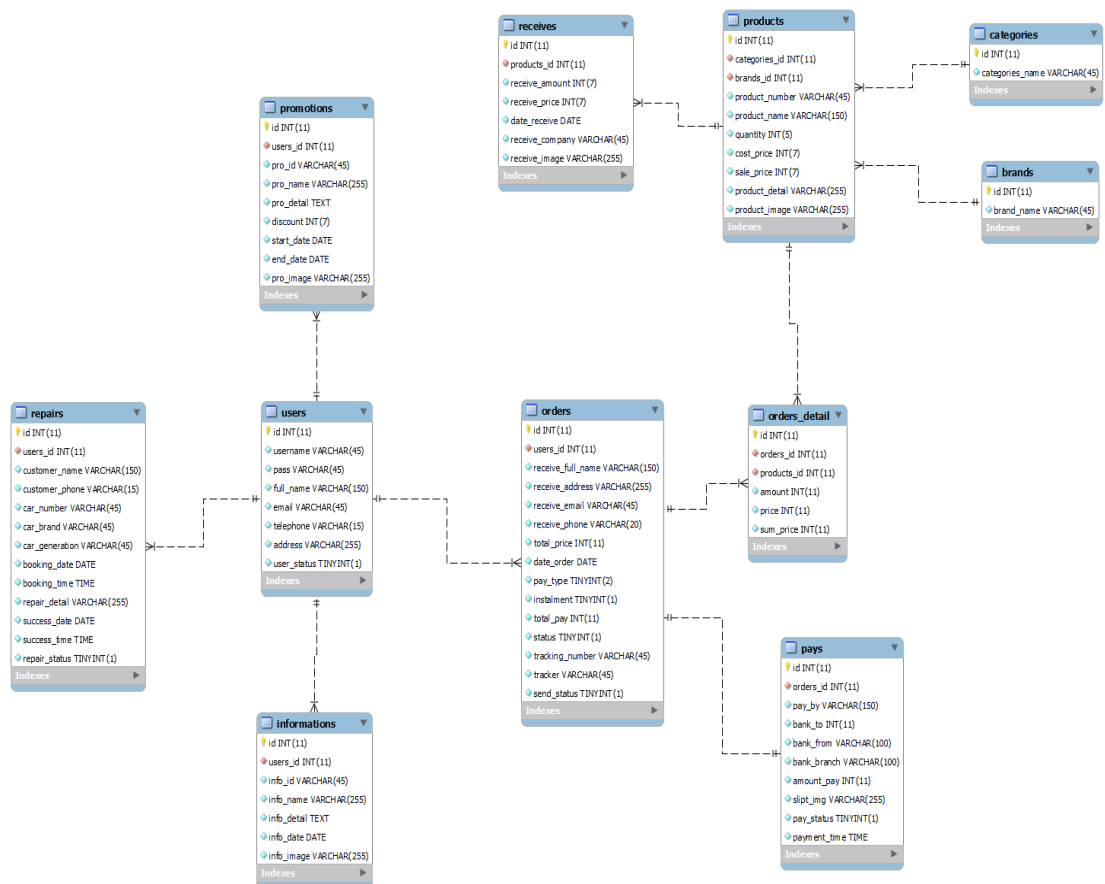 receives
id INT(11)
products_id INT(11)
receive_amount INT(7)
receive_price INT(7)
date_receive DATE
receive_company VARCHAR(45)
receive_image VARCHAR(255)
Indexes
products
id INT(11)
categories_id INT(11)
brands_id INT(11)
product_number VARCHAR(45)
product_name VARCHAR(150)
quantity INT(5)
cost_price INT(7)
sale_price INT(7)
product_detail VARCHAR(255)
product_image VARCHAR(255)
Indexes
categories
id INT(11)
categories_name VARCHAR(45)
Indexes
brands
id INT(11)
brand_name VARCHAR(45)
Indexes
promotions
id INT(11)
users_id INT(11)
pro_id VARCHAR(45)
pro_name VARCHAR(255)
pro_detail TEXT
discount INT(7)
start_date DATE
end_date DATE
pro_image VARCHAR(255)
Indexes
repairs
id INT(11)
users_id INT(11)
customer_name VARCHAR(150)
customer_phone VARCHAR(15)
car_number VARCHAR(45)
car_brand VARCHAR(45)
car_generation VARCHAR(45)
booking_date DATE
booking_time TIME
repair_detail VARCHAR(255)
success_date DATE
success_time TIME
repair_status TINYINT(1)
Indexes
users
id INT(11)
username VARCHAR(45)
pass VARCHAR(45)
full_name VARCHAR(150)
email VARCHAR(45)
telephone VARCHAR(15)
address VARCHAR(255)
user_status TINYINT(1)
Indexes
orders
id INT(11)
users_id INT(11)
receive_full_name VARCHAR(150)
receive_address VARCHAR(255)
receive_email VARCHAR(45)
receive_phone VARCHAR(20)
total_price INT(11)
date_order DATE
pay_type TINYINT(2)
instalment TINYINT(1)
total_pay INT(11)
status TINYINT(1)
tracking_number VARCHAR(45)
tracker VARCHAR(45)
send_status TINYINT(1)
Indexes
orders_detail
id INT(11)
orders_id INT(11)
products_id INT(11)
amount INT(11)
price INT(11)
sum_price INT(11)
Indexes
informations
id INT(11)
users_id INT(11)
info_id VARCHAR(45)
info_name VARCHAR(255)
info_detail TEXT
info_date DATE
info_image VARCHAR(255)
Indexes
pays
id INT(11)
orders_id INT(11)
pay_by VARCHAR(150)
bank_to INT(11)
bank_from VARCHAR(100)
bank_branch VARCHAR(100)
amount_pay INT(11)
slipt_img VARCHAR(255)
pay_status TINYINT(1)
payment_time TIME
Indexes